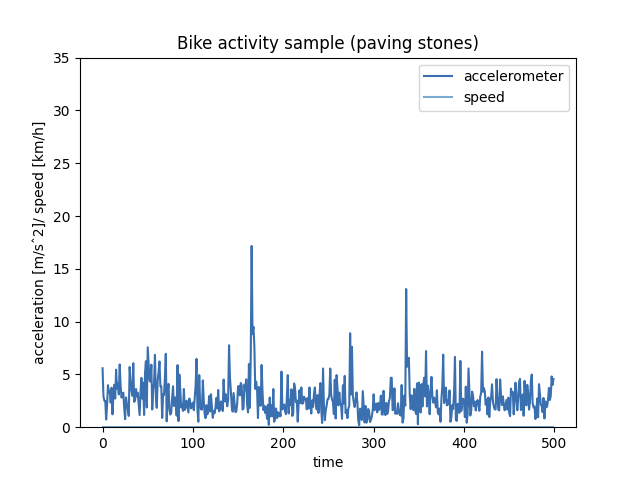 Bike activity sample (paving stones)
accelerometer
speed
35
30
25
20
15
10
5
0
acceleration [m/sˆ2]/ speed [km/h]
0 100 200 300 400 500
time